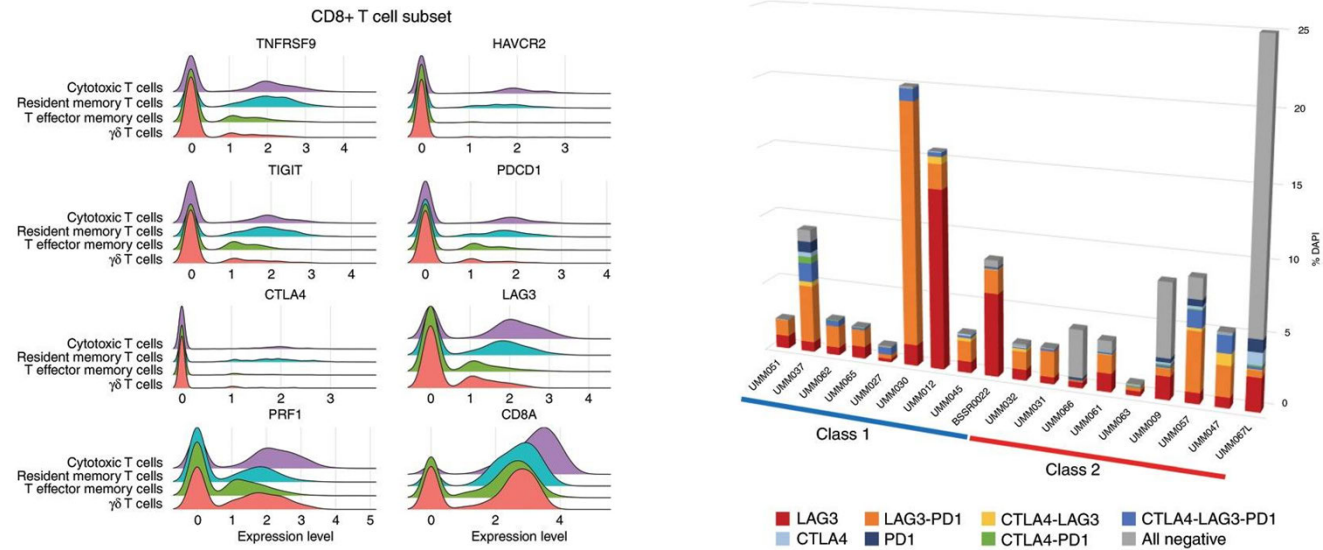 CD8+ T cell subset
TNFRSF9
HAVCR2
Cytotoxic T cells
Resident memory T cells
T effector memory cells
γδ T cells
0 1 2 3 4
0 1 2 3
TIGIT
PDCD1
Cytotoxic T cells
Resident memory T cells
T effector memory cells
γδ T cells
0 1 2 3 4
0 1 2 3 4
CTLA4
LAG3
Cytotoxic T cells
Resident memory T cells
T effector memory cells
γδ T cells
0 1 2 3
0 1 2 3 4
PRF1
CD8A
Cytotoxic T cells
Resident memory T cells
T effector memory cells
γδ T cells
0 1 2 3 4 5
0 2 4
Expression level
Expression level
25
20
15
10
5
0
% DAPI
UMM051
UMM037
UMM062
UMM065
UMM027
UMM030
UMM012
UMM045
BSSR0022
UMM032
UMM031
UMM066
UMM061
UMM063
UMM009
UMM057
UMM047
UMM067L
Class 1
Class 2
LAG3 LAG3-PD1 CTLA4-LAG3 CTLA4-LAG3-PD1
CTLA4 PD1 CTLA4-PD1 All negative